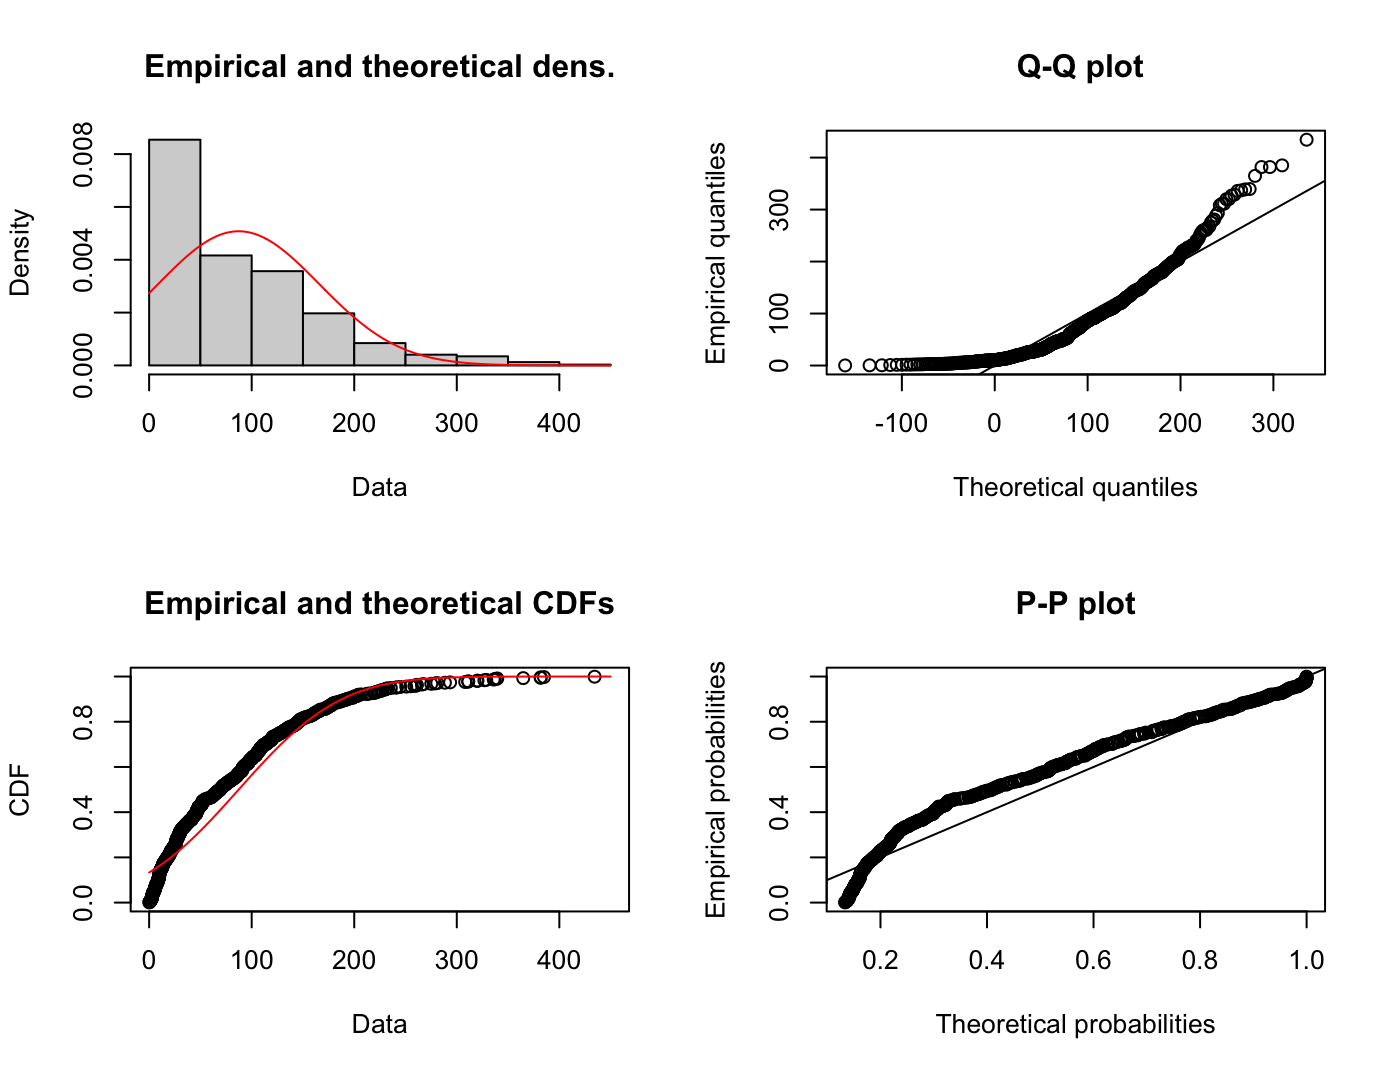 Empirical and theoretical dens.
Density
0.000 0.004 0.008
0 100 200 300 400
Data
Q-Q plot
Empirical quantiles
0 100 300
-100 0 100 200 300
Theoretical quantiles
Empirical and theoretical CDFs
CDF
0.0 0.4 0.8
0 100 200 300 400
Data
P-P plot
Empirical probabilities
0.0 0.4 0.8
0.2 0.4 0.6 0.8 1.0
Theoretical probabilities